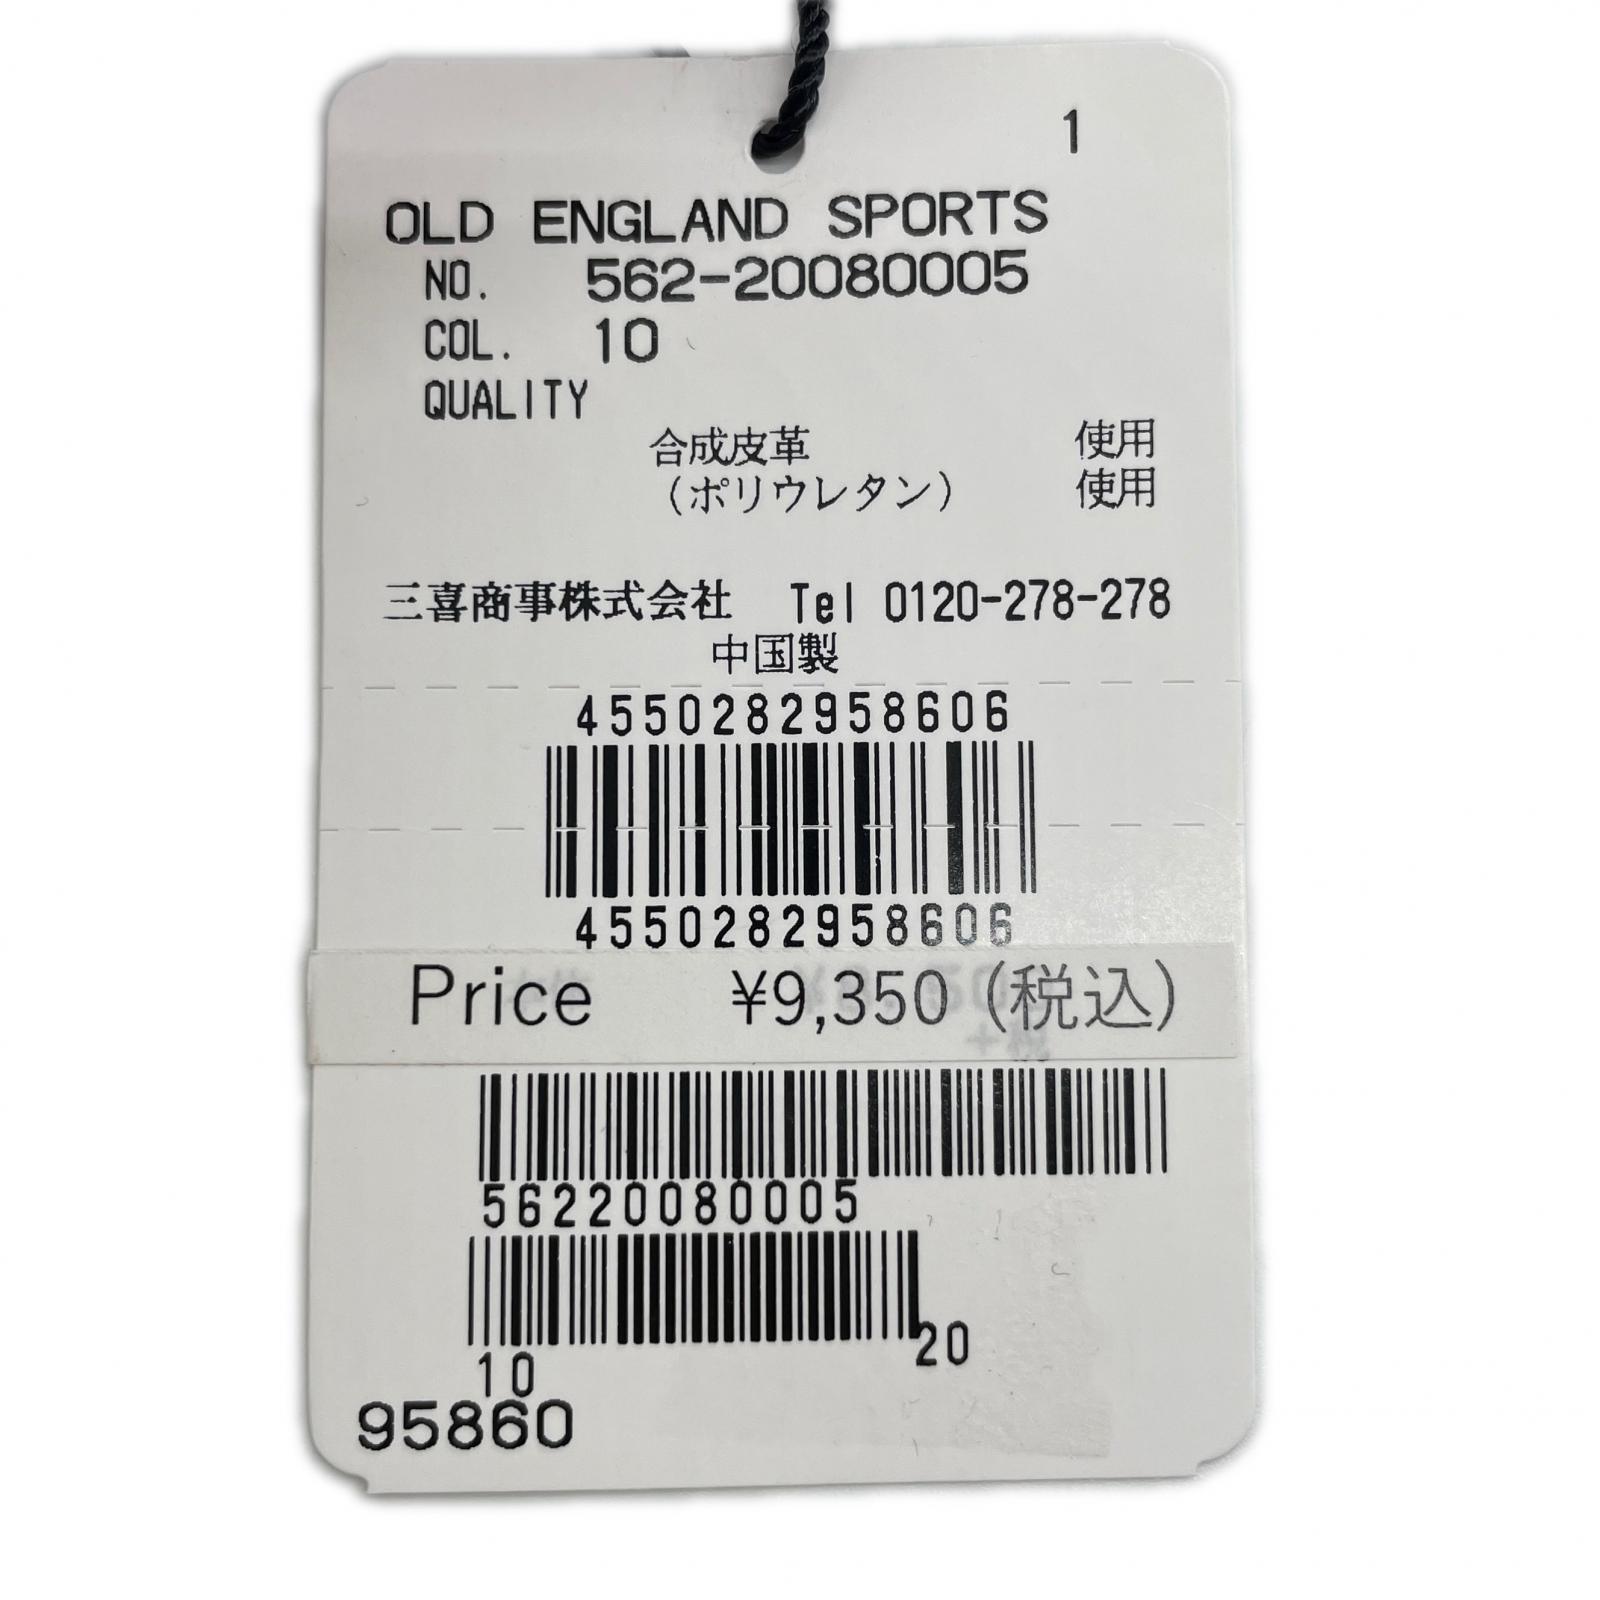 1
OLD ENGLAND SPORTS
NO. 562-20080005
COL. 10
QUALITY
合成皮革 使用
(ポリウレタン) 使用
三喜商事株式会社 Tel 0120-278-278
中国製
4550282958606
4550282958606
Price ¥9,350 (税込)
56220080005
20
10
95860